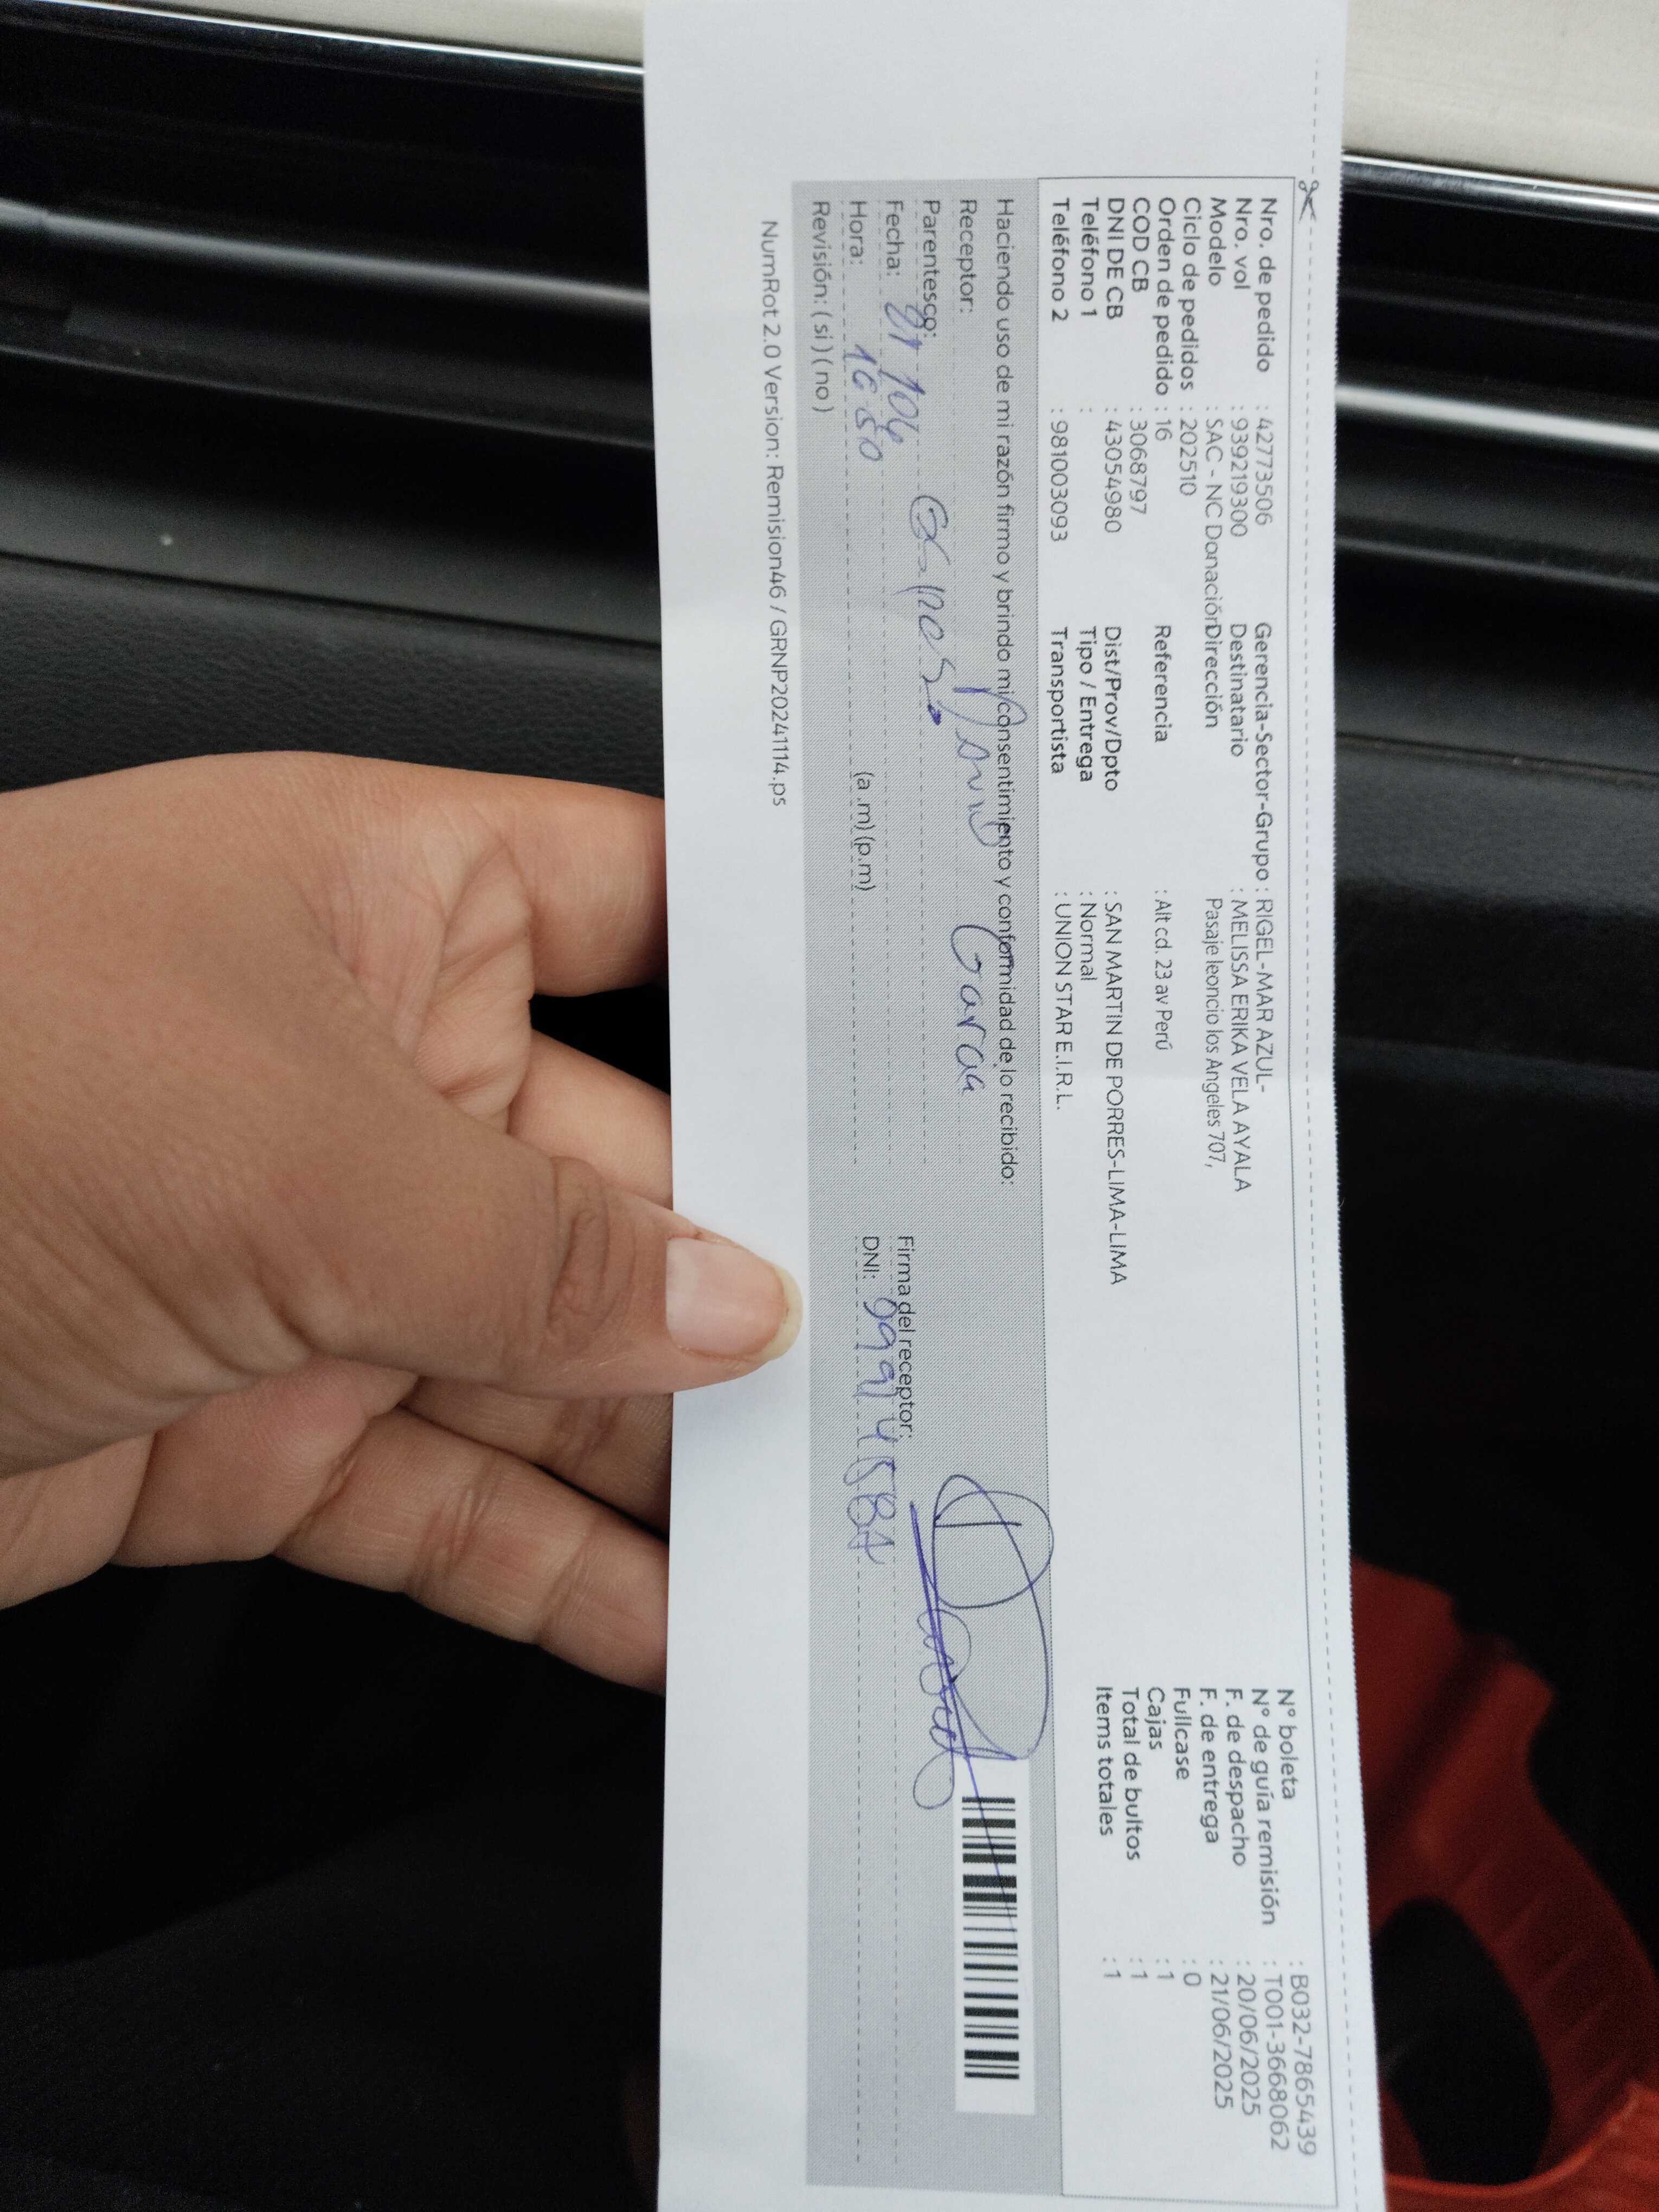 Nro. de pedido : 42773506 Gerencia-Sector-Grupo : RIGEL-MAR AZUL- N° boleta : B032-7865439
Nro. vol : 939219300 Destinatario : MELISSA ERIKA VELA AYALA N° de guía remisión : T001-3668062
Modelo : SAC - NC Donación Dirección Pasaje leoncio los Angeles 707, F. de despacho : 20/06/2025
Ciclo de pedidos : 202510 F. de entrega : 21/06/2025
Orden de pedido : 16 Referencia : Alt cd. 23 av Perú Fullcase : 0
COD CB : 3068797 Cajas : 1
DNI DE CB : 43054980 Dist/Prov/Dpto : SAN MARTIN DE PORRES-LIMA-LIMA Total de bultos : 1
Teléfono 1 : Tipo / Entrega : Normal Items totales : 1
Teléfono 2 : 981003093 Transportista : UNION STAR E.I.R.L.
Haciendo uso de mi razón firmo y brindo mi consentimiento y conformidad de lo recibido:
Receptor: David Garcia
Parentesco: Esposo
Fecha: Firma del receptor:
Hora: 16 50 (a.m) (p.m) DNI:
Revisión: ( si ) ( no )
NumRot 2.0 Version: Remision46 / GRNP20241114.ps